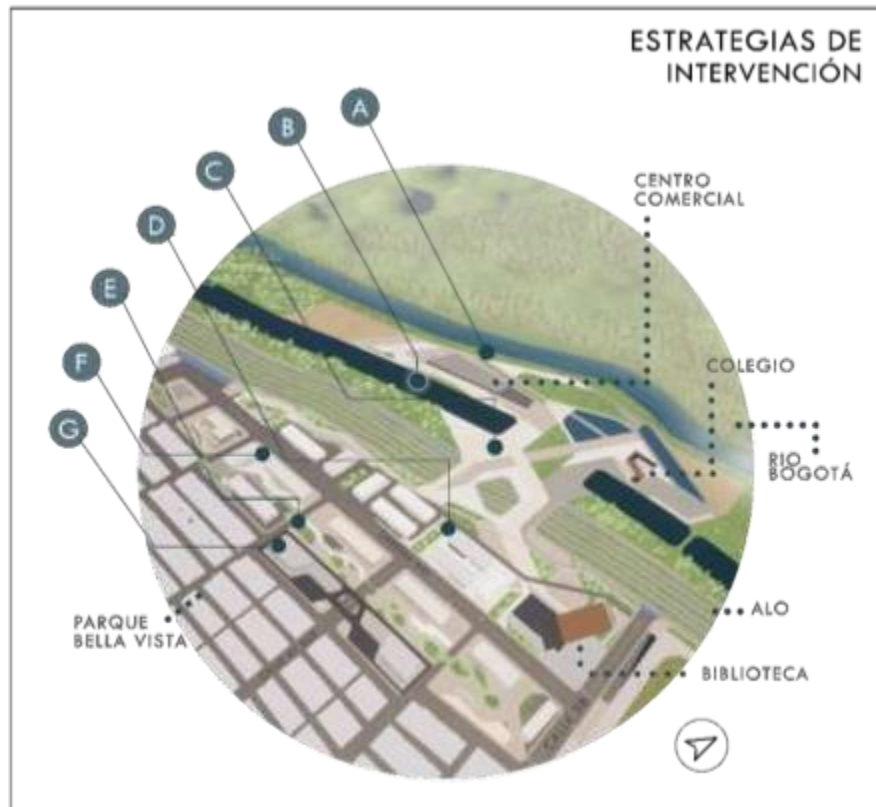 ESTRATEGIAS DE
INTERVENCIÓN
A
B
C
D
E
F
G
CENTRO
COMERCIAL
COLEGIO
RIO
BOGOTÁ
ALO
BIBLIOTECA
PARQUE
BELLA VISTA